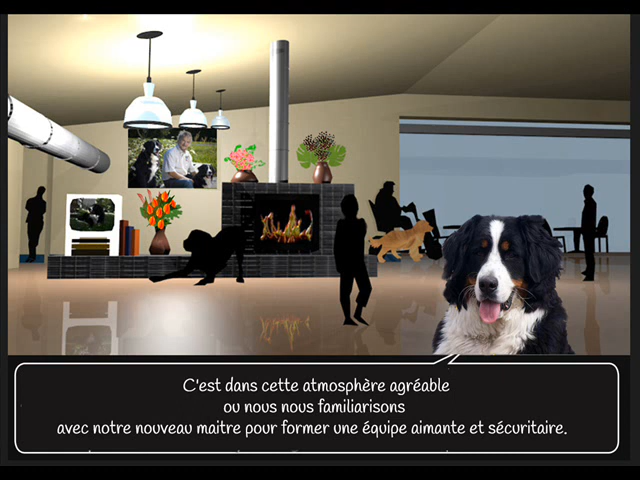 C'est dans cette atmosphère agréable
ou nous nous familiarisons
avec notre nouveau maitre pour former une équipe aimante et sécuritaire.